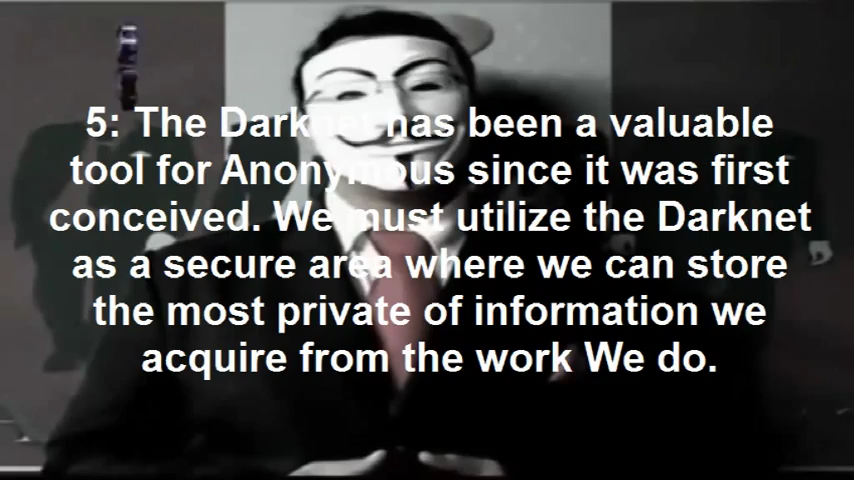 5: The Darknet has been a valuable
tool for Anonymous since it was first
conceived. We must utilize the Darknet
as a secure area where we can store
the most private of information we
acquire from the work We do.